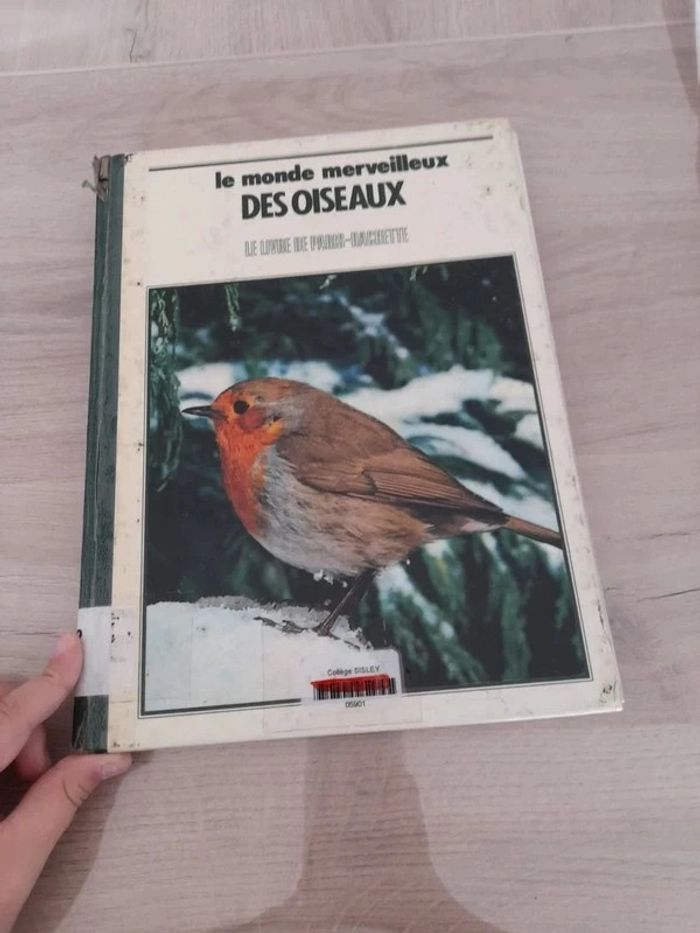 le monde merveilleux
DES OISEAUX
LE LIVRE DE PARIS-HACHETTE
Collège SISLEY
05901